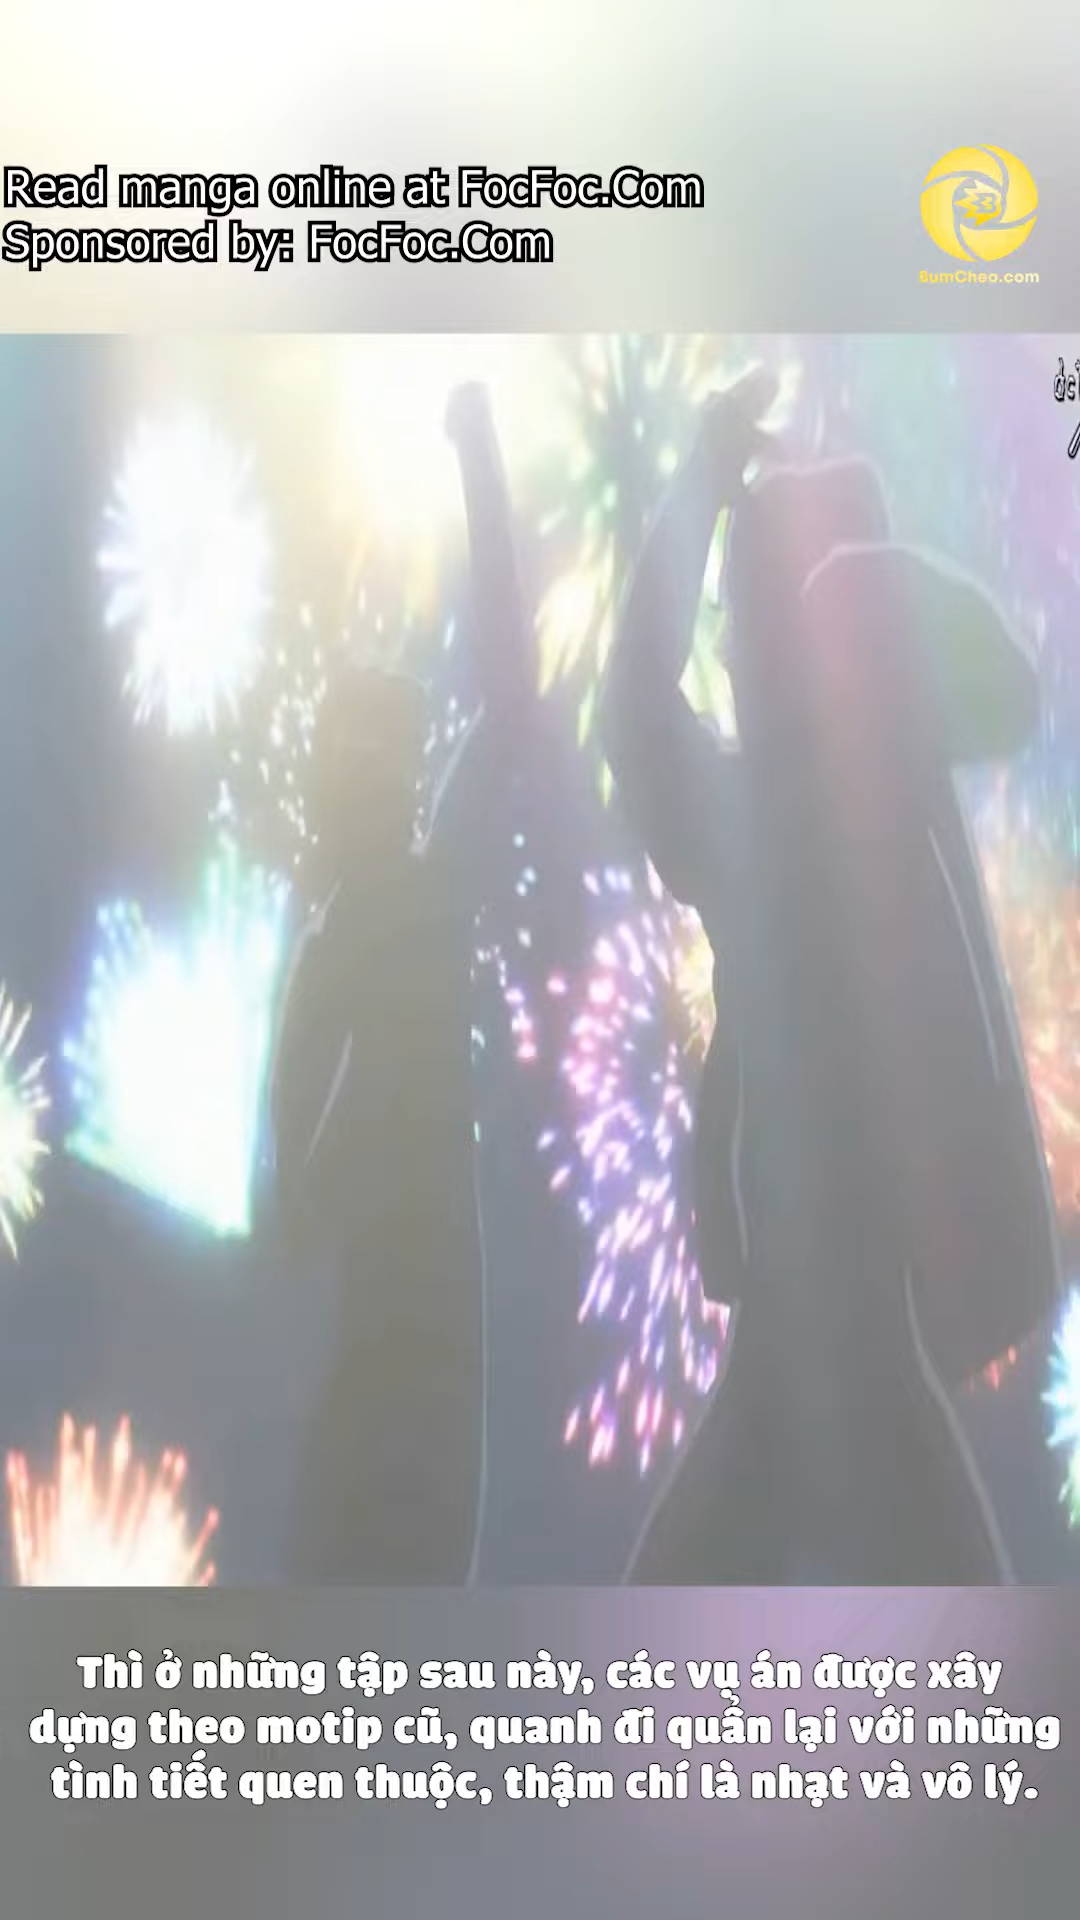 Read manga online at FocFoc.Com
Sponsored by: FocFoc.Com
BumCheo.com
Thì ở những tập sau này, các vụ án được xây
dựng theo motip cũ, quanh đi quẩn lại với những
tình tiết quen thuộc, thậm chí là nhạt và vô lý.